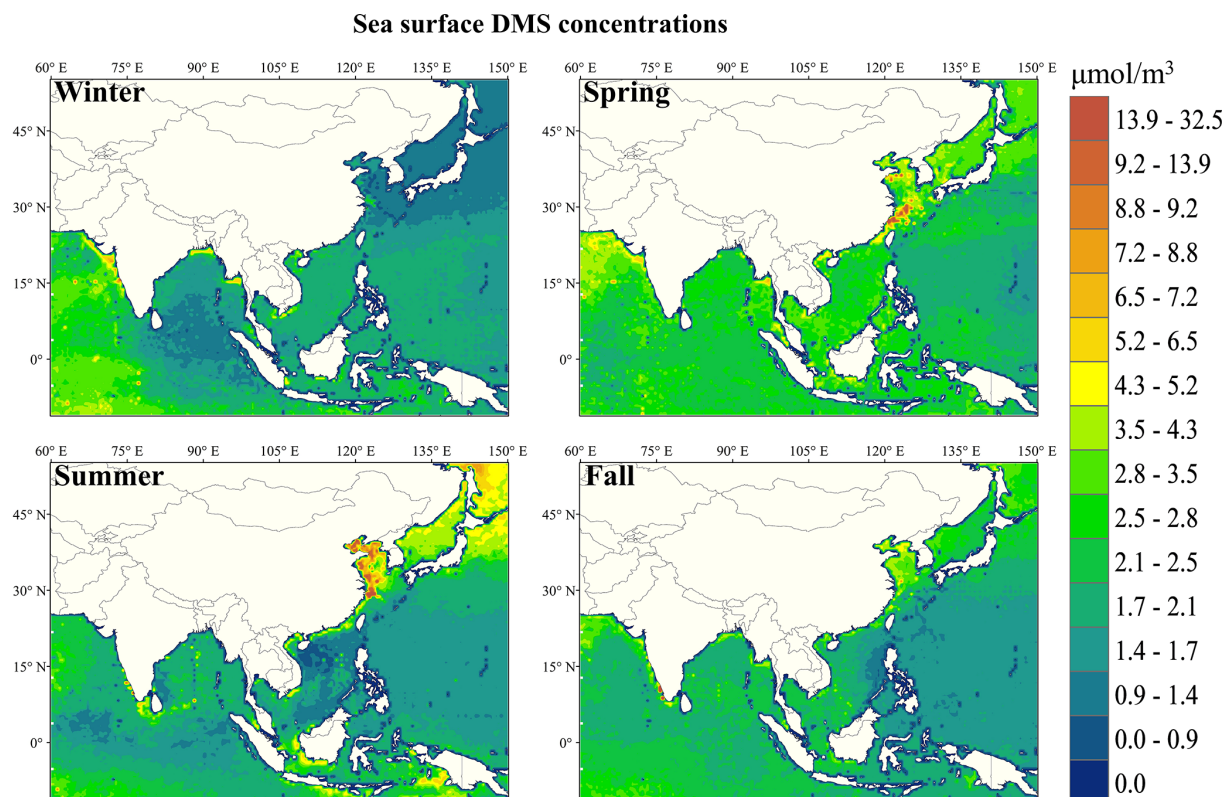 Sea surface DMS concentrations
60° E 75° E 90° E 105° E 120° E 135° E 150° E
60° E 75° E 90° E 105° E 120° E 135° E 150° E
Winter
Spring
45° N
30° N
15° N
0°
45° N
30° N
15° N
0°
60° E 75° E 90° E 105° E 120° E 135° E 150° E
60° E 75° E 90° E 105° E 120° E 135° E 150° E
Summer
Fall
45° N
30° N
15° N
0°
45° N
30° N
15° N
0°
μmol/m³
13.9 - 32.5
9.2 - 13.9
8.8 - 9.2
7.2 - 8.8
6.5 - 7.2
5.2 - 6.5
4.3 - 5.2
3.5 - 4.3
2.8 - 3.5
2.5 - 2.8
2.1 - 2.5
1.7 - 2.1
1.4 - 1.7
0.9 - 1.4
0.0 - 0.9
0.0